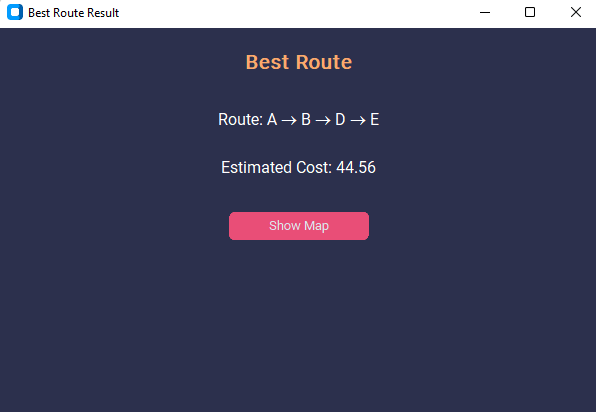 Best Route Result
Best Route
Route: A → B → D → E
Estimated Cost: 44.56
Show Map